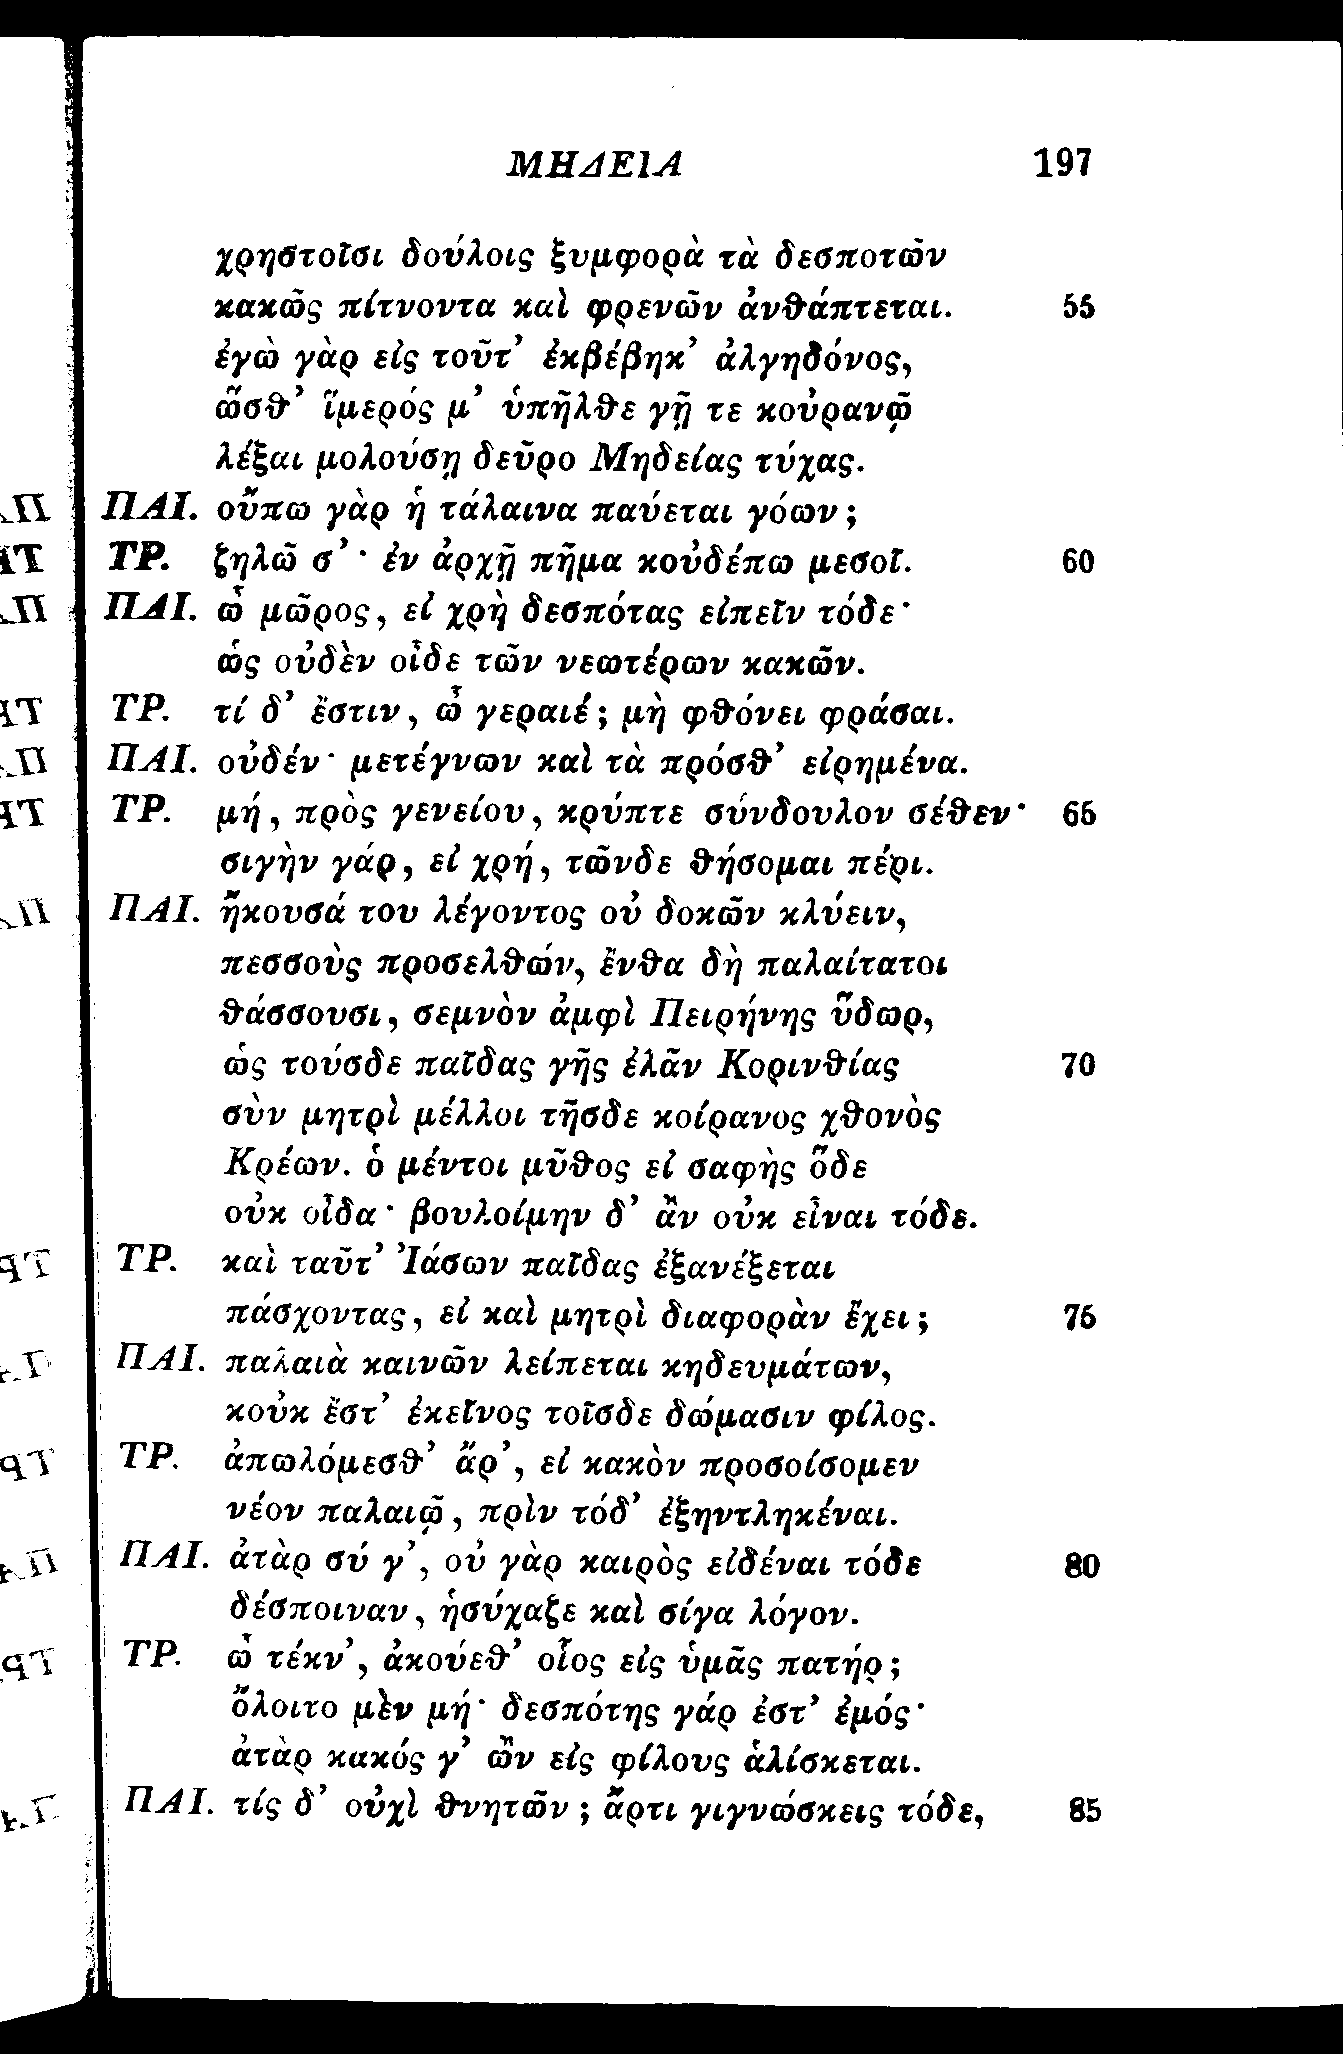 ΜΗΔΕΙΑ 197
χρηστοῖσι δούλοις ξυμφορὰ τὰ δεσποτῶν
κακῶς πίτνοντα καὶ φρενῶν ἀνθάπτεται. 55
ἐγὼ γὰρ εἰς τοῦτ’ ἐκβέβηκ’ ἀλγηδόνος,
ὥσθ’ ἵμερός μ’ ὑπῆλθε γῇ τε κοὐρανῷ
λέξαι μολούσῃ δεῦρο Μηδείας τύχας.
ΠΑΙ. οὔπω γὰρ ἡ τάλαινα παύεται γόων;
ΤΡ. ζηλῶ σ’· ἐν ἀρχῇ πῆμα κοὐδέπω μεσοῖ. 60
ΠΑΙ. ὦ μῶρος, εἰ χρὴ δεσπότας εἰπεῖν τόδε·
ὡς οὐδὲν οἶδε τῶν νεωτέρων κακῶν.
ΤΡ. τί δ’ ἔστιν, ὦ γεραιέ; μὴ φθόνει φράσαι.
ΠΑΙ. οὐδέν· μετέγνων καὶ τὰ πρόσθ’ εἰρημένα.
ΤΡ. μή, πρὸς γενείου, κρύπτε σύνδουλον σέθεν· 65
σιγὴν γάρ, εἰ χρή, τῶνδε θήσομαι πέρι.
ΠΑΙ. ἤκουσά του λέγοντος οὐ δοκῶν κλύειν,
πεσσοὺς προσελθών, ἔνθα δὴ παλαίτατοι
θάσσουσι, σεμνὸν ἀμφὶ Πειρήνης ὕδωρ,
ὡς τούσδε παῖδας γῆς ἐλᾶν Κορινθίας 70
σὺν μητρὶ μέλλοι τῆσδε κοίρανος χθονὸς
Κρέων. ὁ μέντοι μῦθος εἰ σαφὴς ὅδε
οὐκ οἶδα· βουλοίμην δ’ ἂν οὐκ εἶναι τόδε.
ΤΡ. καὶ ταῦτ’ Ἰάσων παῖδας ἐξανέξεται
πάσχοντας, εἰ καὶ μητρὶ διαφορὰν ἔχει; 75
ΠΑΙ. παλαιὰ καινῶν λείπεται κηδευμάτων,
κοὐκ ἔστ’ ἐκεῖνος τοῖσδε δώμασιν φίλος.
ΤΡ. ἀπωλόμεσθ’ ἄρ’, εἰ κακὸν προσοίσομεν
νέον παλαιῷ, πρὶν τόδ’ ἐξηντληκέναι.
ΠΑΙ. ἀτὰρ σύ γ’, οὐ γὰρ καιρὸς εἰδέναι τόδε 80
δέσποιναν, ἡσύχαζε καὶ σίγα λόγον.
ΤΡ. ὦ τέκν’, ἀκούεθ’ οἷος εἰς ὑμᾶς πατήρ;
ὄλοιτο μὲν μή· δεσπότης γάρ ἐστ’ ἐμός·
ἀτὰρ κακός γ’ ὢν εἰς φίλους ἁλίσκεται.
ΠΑΙ. τίς δ’ οὐχὶ θνητῶν; ἄρτι γιγνώσκεις τόδε, 85